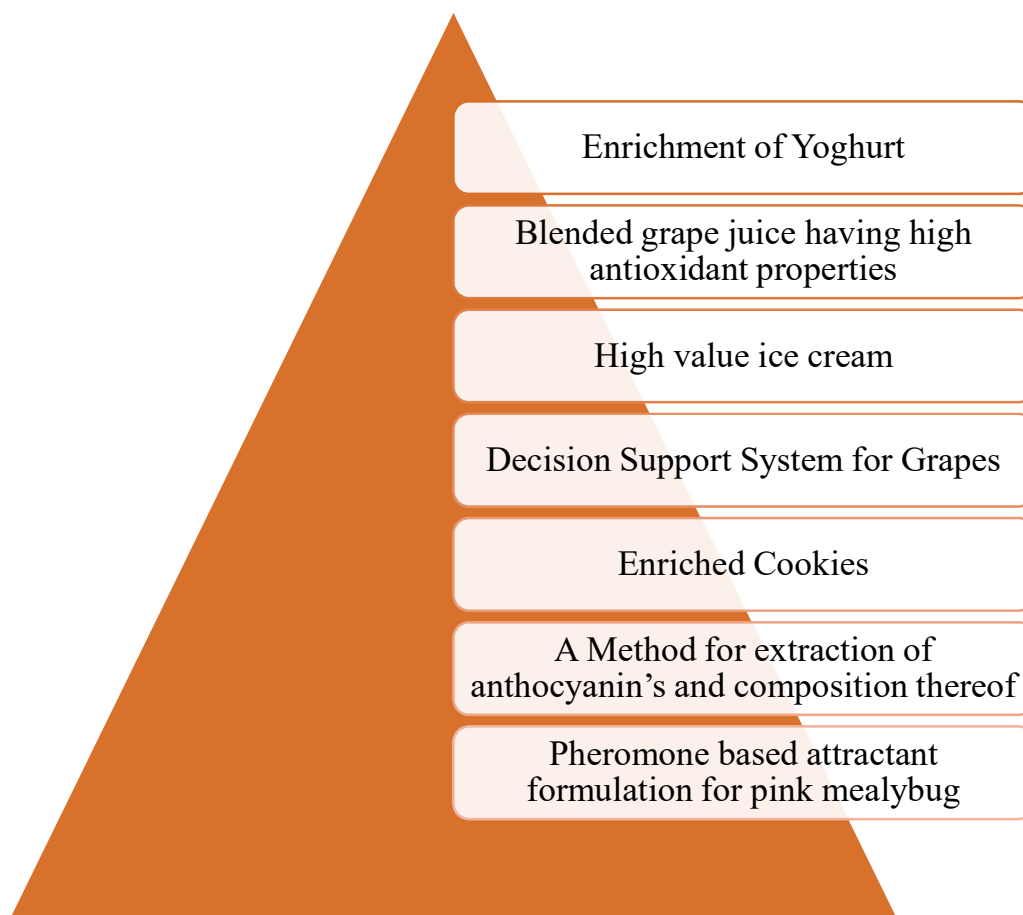 Enrichment of Yoghurt
Blended grape juice having high
antioxidant properties
High value ice cream
Decision Support System for Grapes
Enriched Cookies
A Method for extraction of
anthocyanin’s and composition thereof
Pheromone based attractant
formulation for pink mealybug